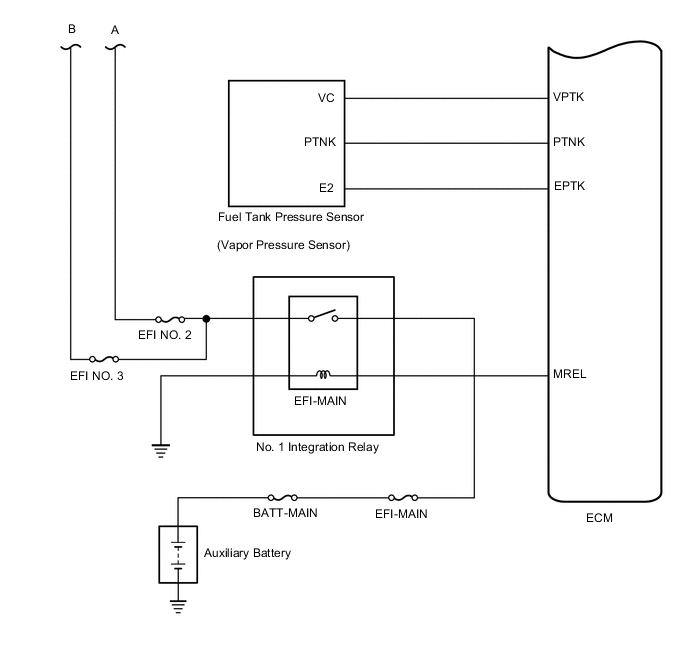 B
A
VC
VPTK
PTNK
PTNK
E2
EPTK
Fuel Tank Pressure Sensor
(Vapor Pressure Sensor)
EFI NO. 2
EFI NO. 3
MREL
EFI-MAIN
No. 1 Integration Relay
BATT-MAIN
EFI-MAIN
ECM
Auxiliary Battery